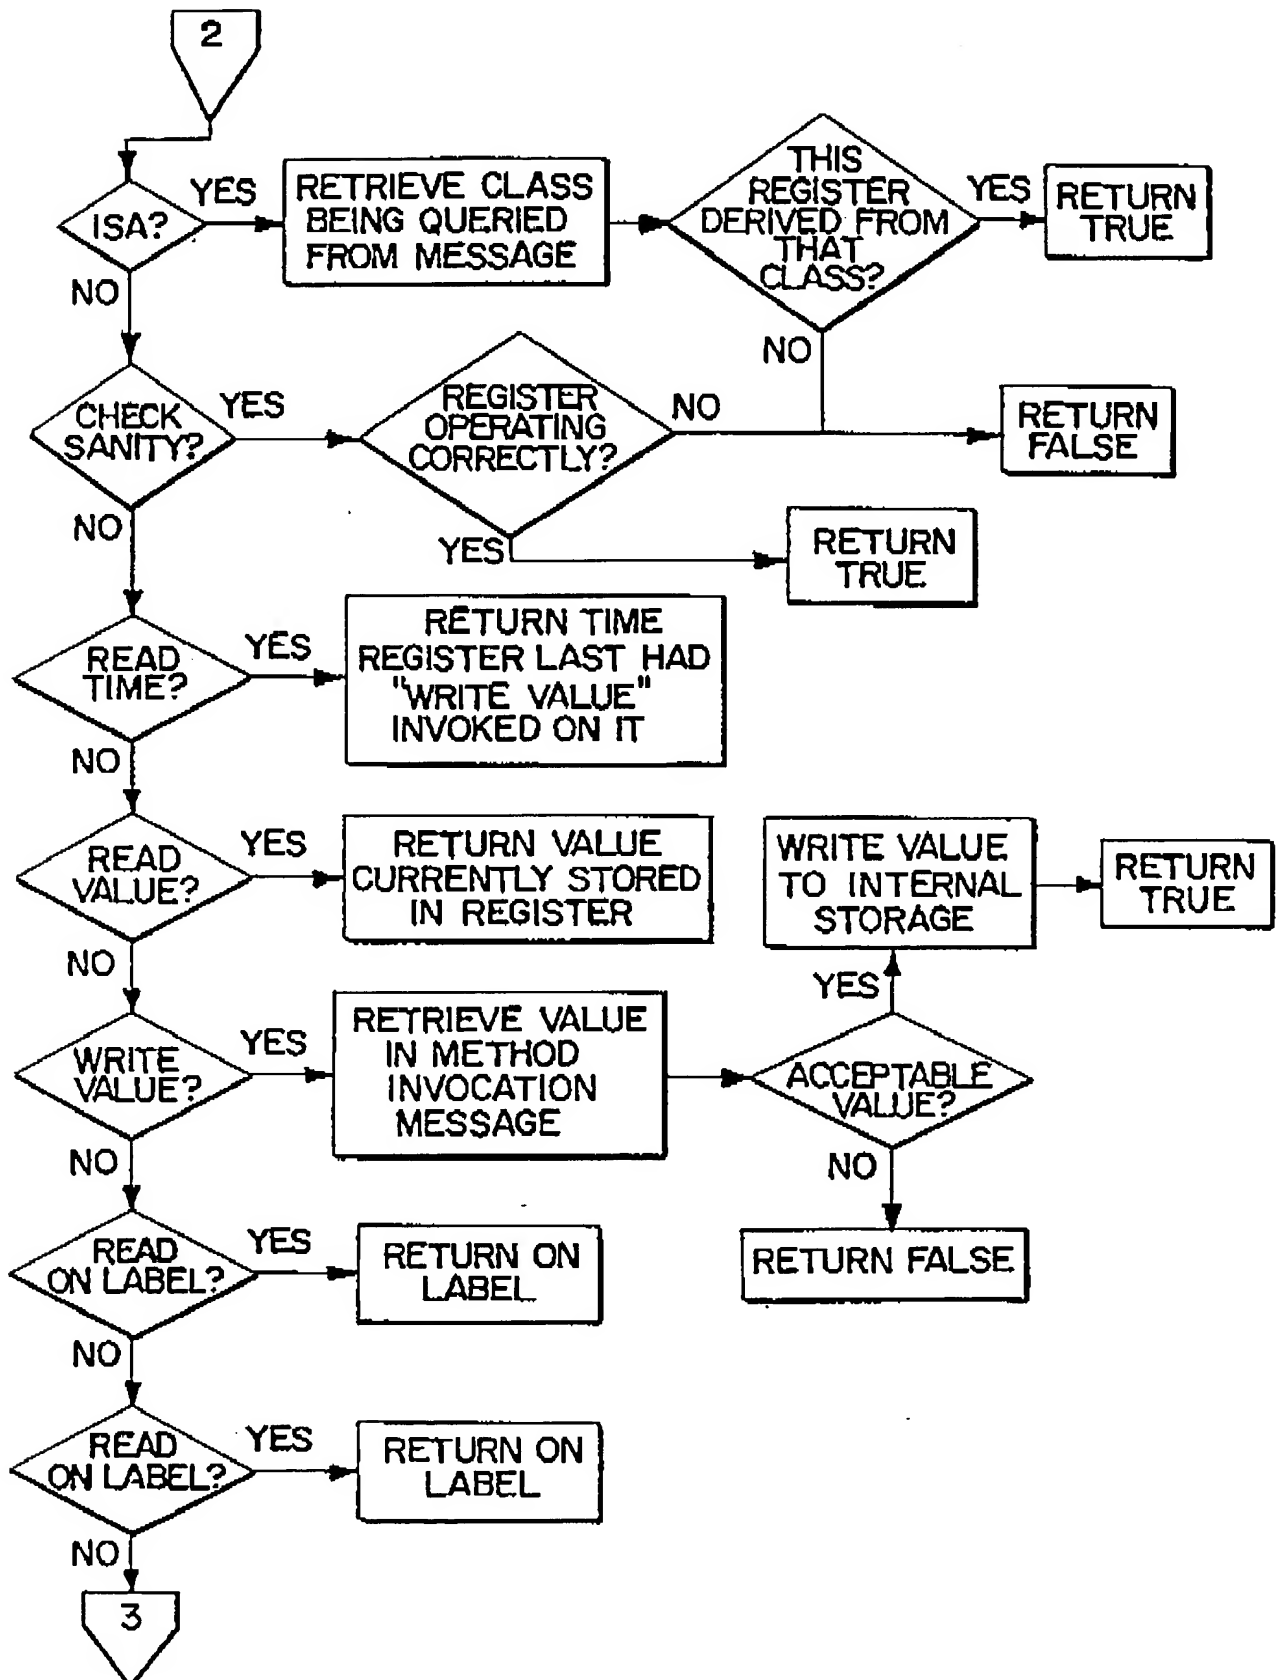 2
ISA?
YES
RETRIEVE CLASS
BEING QUERIED
FROM MESSAGE
THIS
REGISTER
DERIVED FROM
THAT
CLASS?
YES
RETURN
TRUE
NO
NO
CHECK
SANITY?
YES
REGISTER
OPERATING
CORRECTLY?
NO
RETURN
FALSE
YES
RETURN
TRUE
NO
READ
TIME?
YES
RETURN TIME
REGISTER LAST HAD
"WRITE VALUE"
INVOKED ON IT
NO
READ
VALUE?
YES
RETURN VALUE
CURRENTLY STORED
IN REGISTER
NO
WRITE
VALUE?
YES
RETRIEVE VALUE
IN METHOD
INVOCATION
MESSAGE
ACCEPTABLE
VALUE?
YES
WRITE VALUE
TO INTERNAL
STORAGE
RETURN
TRUE
NO
RETURN FALSE
NO
READ
ON LABEL?
YES
RETURN ON
LABEL
NO
READ
ON LABEL?
YES
RETURN ON
LABEL
NO
3